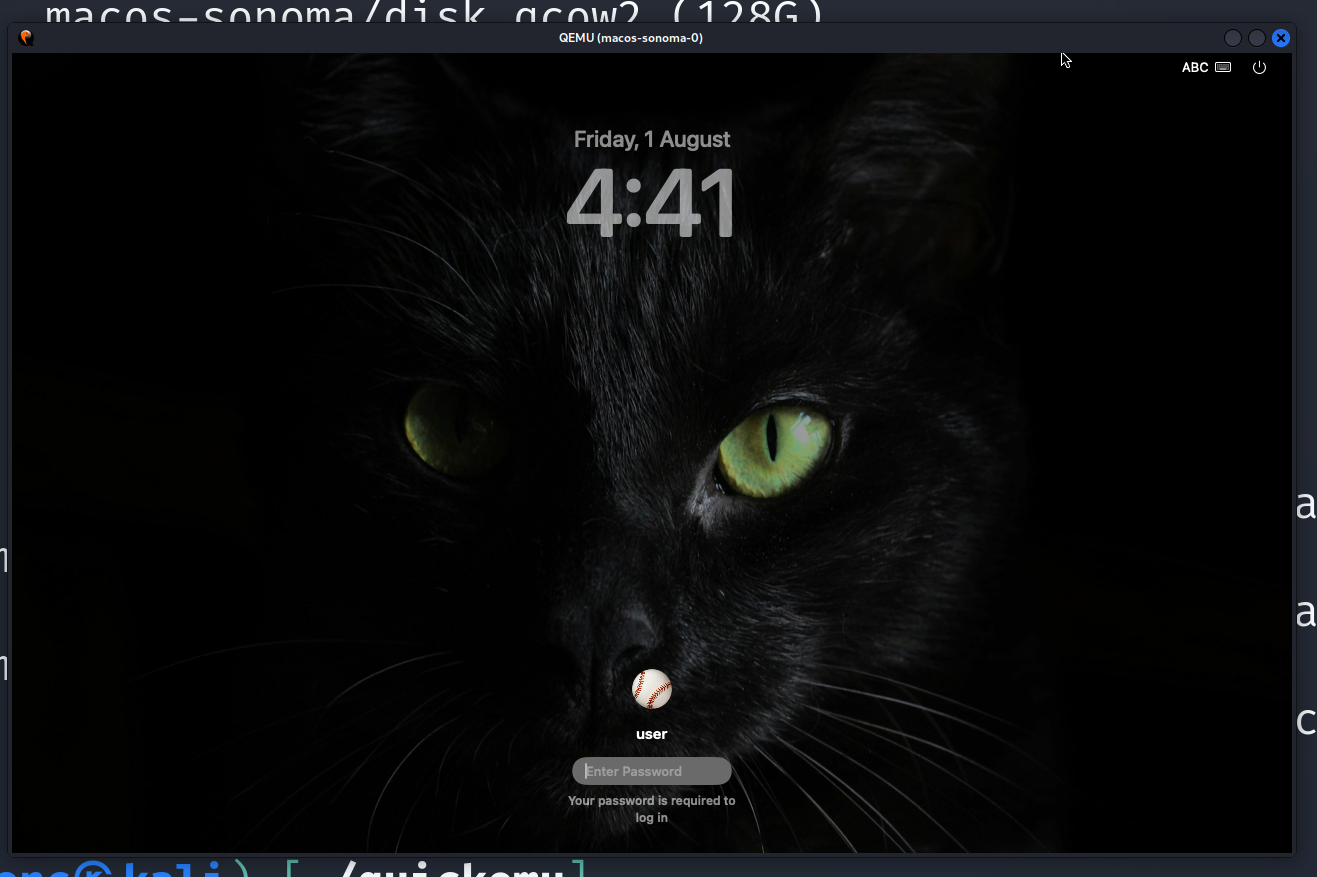 macos-sonoma/disk.qcow2 (128G)
QEMU (macos-sonoma-0)
ABC
Friday, 1 August
4:41
a
a
c
user
Enter Password
Your password is required to
log in
kali) [~/quickemu]